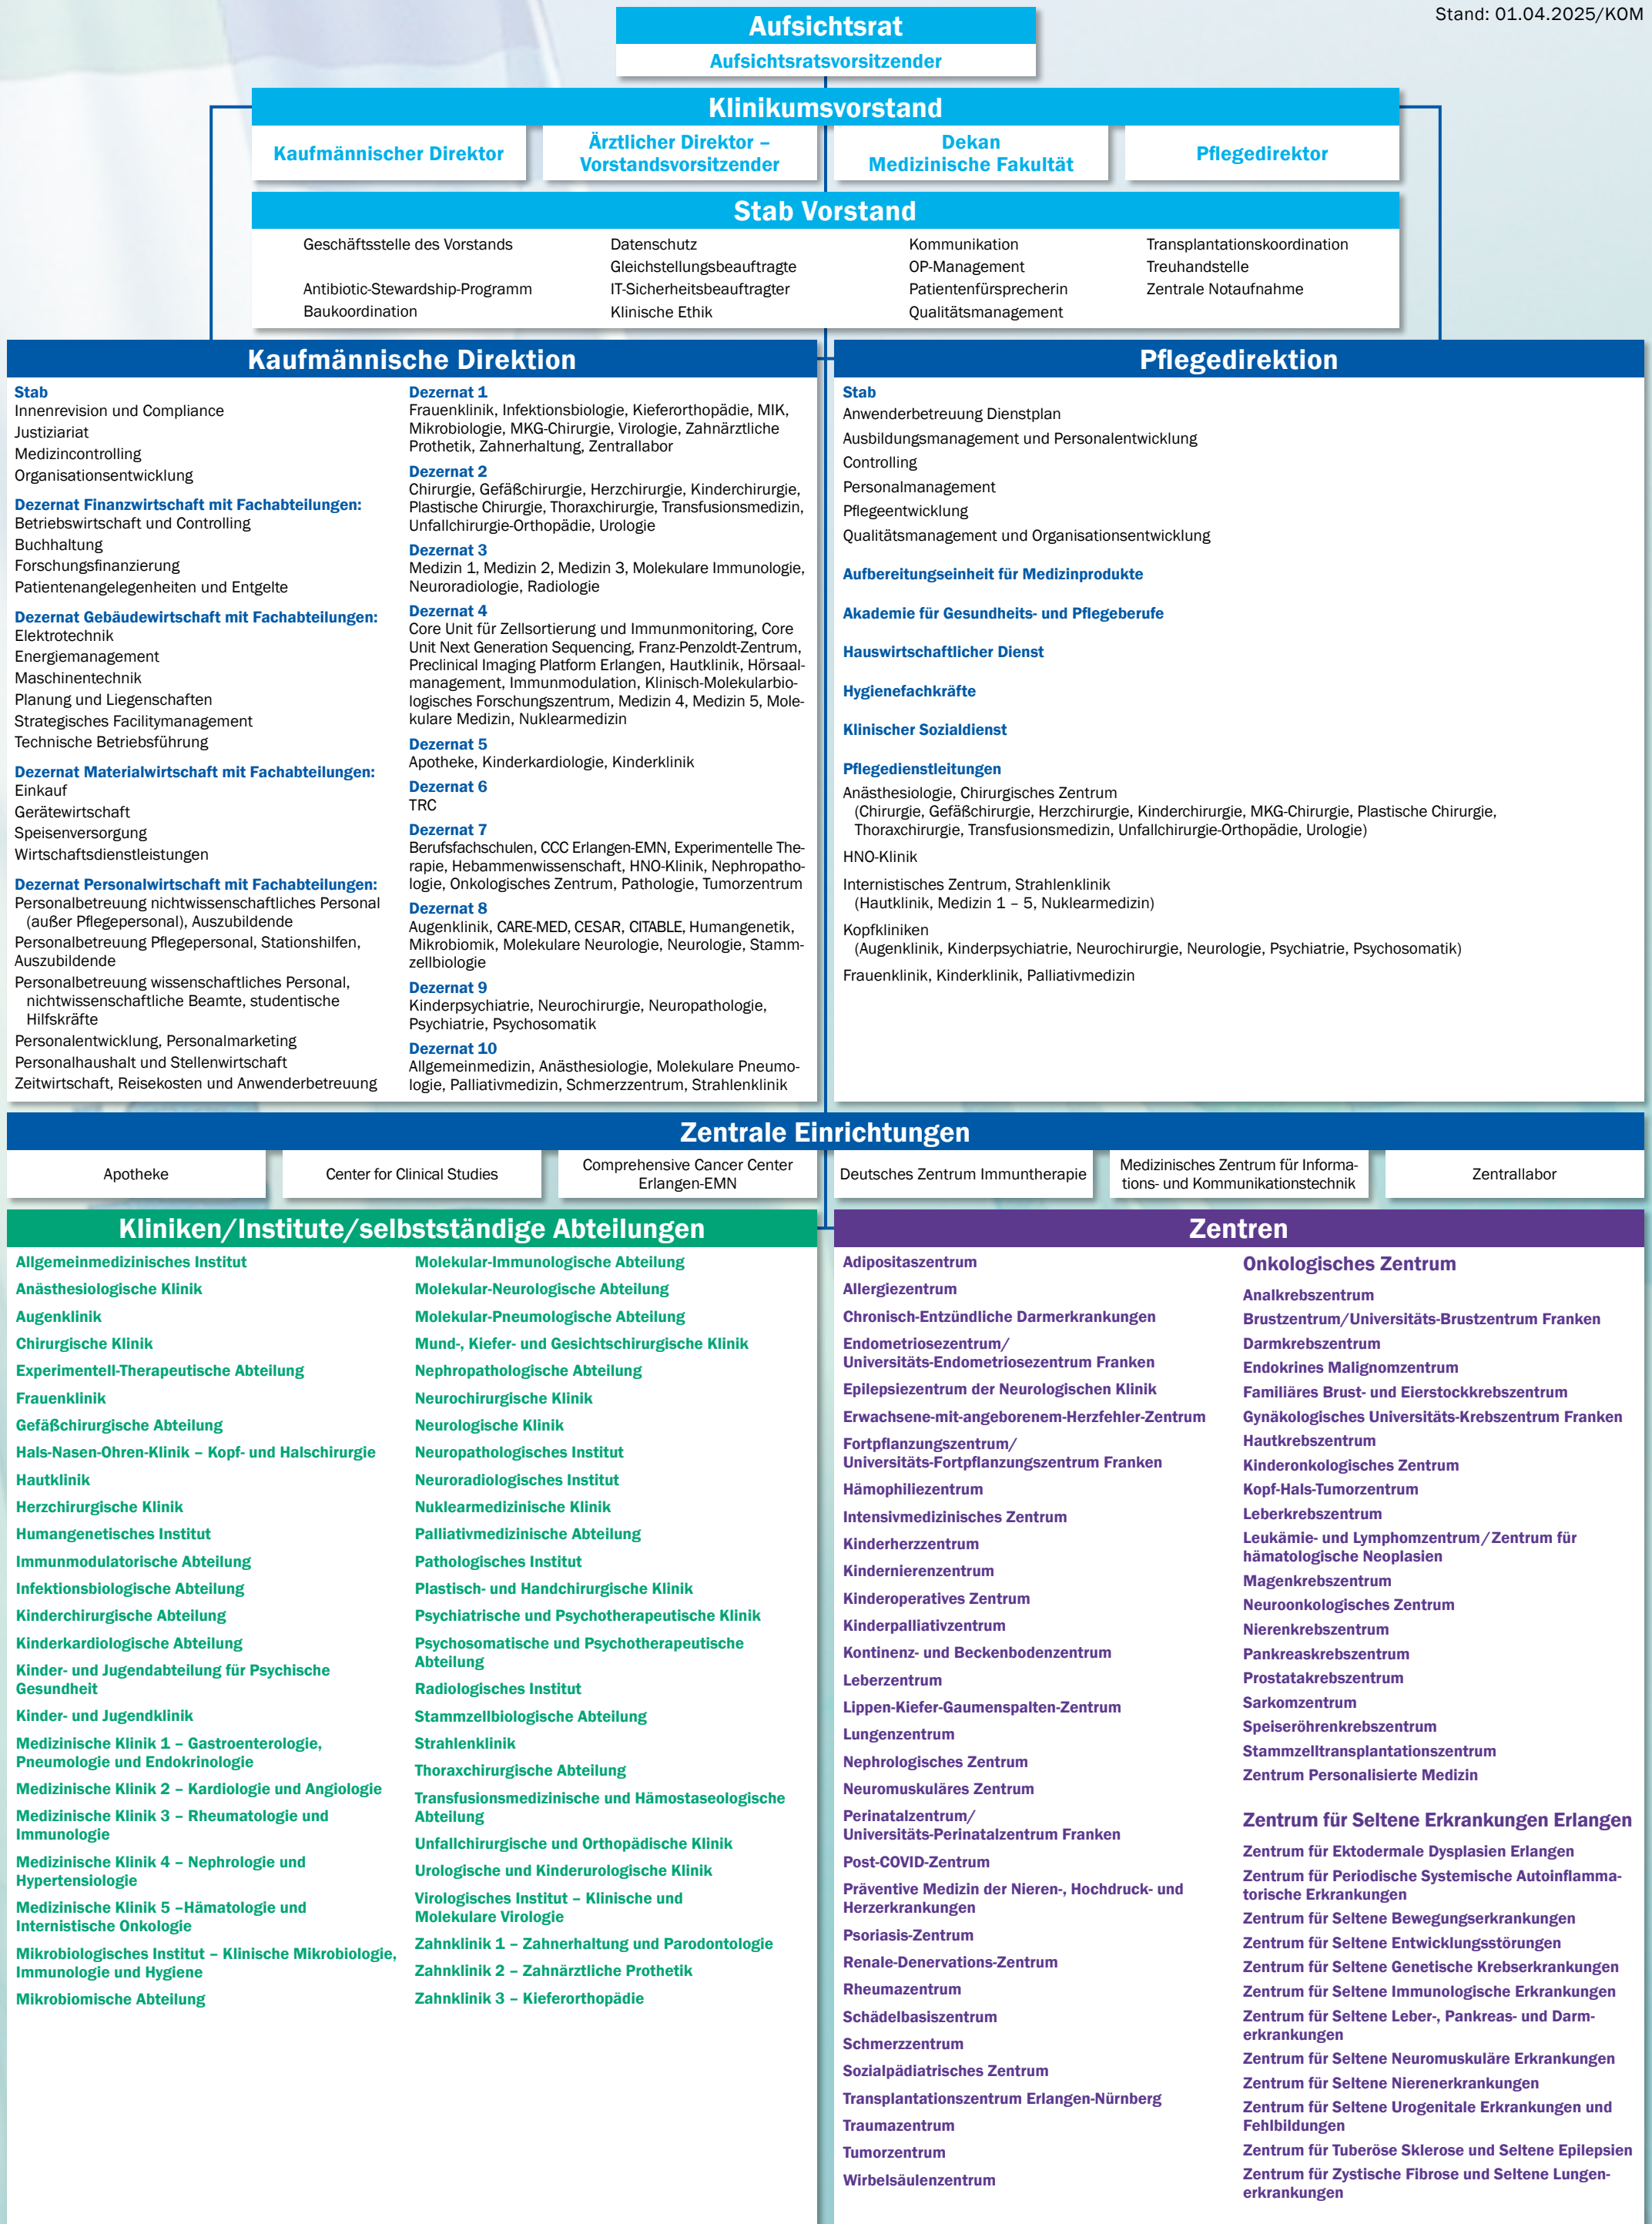 Stand: 01.04.2025/KOM
Aufsichtsrat
Aufsichtsratsvorsitzender
Klinikumsvorstand
Kaufmännischer Direktor
Ärztlicher Direktor –
Vorstandsvorsitzender
Dekan
Medizinische Fakultät
Pflegedirektor
Stab Vorstand
Geschäftsstelle des Vorstands
Antibiotic-Stewardship-Programm
Baukoordination
Datenschutz
Gleichstellungsbeauftragte
IT-Sicherheitsbeauftragter
Klinische Ethik
Kommunikation
OP-Management
Patientenfürsprecherin
Qualitätsmanagement
Transplantationskoordination
Treuhandstelle
Zentrale Notaufnahme
Kaufmännische Direktion
Stab
Innenrevision und Compliance
Justiziariat
Medizincontrolling
Organisationsentwicklung
Dezernat Finanzwirtschaft mit Fachabteilungen:
Betriebswirtschaft und Controlling
Buchhaltung
Forschungsfinanzierung
Patientenangelegenheiten und Entgelte
Dezernat Gebäudewirtschaft mit Fachabteilungen:
Elektrotechnik
Energiemanagement
Maschinentechnik
Planung und Liegenschaften
Strategisches Facilitymanagement
Technische Betriebsführung
Dezernat Materialwirtschaft mit Fachabteilungen:
Einkauf
Gerätewirtschaft
Speisenversorgung
Wirtschaftsdienstleistungen
Dezernat Personalwirtschaft mit Fachabteilungen:
Personalbetreuung nichtwissenschaftliches Personal
(außer Pflegepersonal), Auszubildende
Personalbetreuung Pflegepersonal, Stationshilfen,
Auszubildende
Personalbetreuung wissenschaftliches Personal,
nichtwissenschaftliche Beamte, studentische
Hilfskräfte
Personalentwicklung, Personalmarketing
Personalhaushalt und Stellenwirtschaft
Zeitwirtschaft, Reisekosten und Anwenderbetreuung
Dezernat 1
Frauenklinik, Infektionsbiologie, Kieferorthopädie, MIK,
Mikrobiologie, MKG-Chirurgie, Virologie, Zahnärztliche
Prothetik, Zahnerhaltung, Zentrallabor
Dezernat 2
Chirurgie, Gefäßchirurgie, Herzchirurgie, Kinderchirurgie,
Plastische Chirurgie, Thoraxchirurgie, Transfusionsmedizin,
Unfallchirurgie-Orthopädie, Urologie
Dezernat 3
Medizin 1, Medizin 2, Medizin 3, Molekulare Immunologie,
Neuroradiologie, Radiologie
Dezernat 4
Core Unit für Zellsortierung und Immunmonitoring, Core
Unit Next Generation Sequencing, Franz-Penzoldt-Zentrum,
Preclinical Imaging Platform Erlangen, Hautklinik, Hörsaal-
management, Immunmodulation, Klinisch-Molekularbio-
logisches Forschungszentrum, Medizin 4, Medizin 5, Mole-
kulare Medizin, Nuklearmedizin
Dezernat 5
Apotheke, Kinderkardiologie, Kinderklinik
Dezernat 6
TRC
Dezernat 7
Berufsfachschulen, CCC Erlangen-EMN, Experimentelle The-
rapie, Hebammenwissenschaft, HNO-Klinik, Nephropatho-
logie, Onkologisches Zentrum, Pathologie, Tumorzentrum
Dezernat 8
Augenklinik, CARE-MED, CESAR, CITABLE, Humangenetik,
Mikrobiomik, Molekulare Neurologie, Neurologie, Stamm-
zellbiologie
Dezernat 9
Kinderpsychiatrie, Neurochirurgie, Neuropathologie,
Psychiatrie, Psychosomatik
Dezernat 10
Allgemeinmedizin, Anästhesiologie, Molekulare Pneumo-
logie, Palliativmedizin, Schmerzzentrum, Strahlenklinik
Pflegedirektion
Stab
Anwenderbetreuung Dienstplan
Ausbildungsmanagement und Personalentwicklung
Controlling
Personalmanagement
Pflegeentwicklung
Qualitätsmanagement und Organisationsentwicklung
Aufbereitungseinheit für Medizinprodukte
Akademie für Gesundheits- und Pflegeberufe
Hauswirtschaftlicher Dienst
Hygienefachkräfte
Klinischer Sozialdienst
Pflegedienstleitungen
Anästhesiologie, Chirurgisches Zentrum
(Chirurgie, Gefäßchirurgie, Herzchirurgie, Kinderchirurgie, MKG-Chirurgie, Plastische Chirurgie,
Thoraxchirurgie, Transfusionsmedizin, Unfallchirurgie-Orthopädie, Urologie)
HNO-Klinik
Internistisches Zentrum, Strahlenklinik
(Hautklinik, Medizin 1 – 5, Nuklearmedizin)
Kopfkliniken
(Augenklinik, Kinderpsychiatrie, Neurochirurgie, Neurologie, Psychiatrie, Psychosomatik)
Frauenklinik, Kinderklinik, Palliativmedizin
Zentrale Einrichtungen
Apotheke
Center for Clinical Studies
Comprehensive Cancer Center
Erlangen-EMN
Deutsches Zentrum Immuntherapie
Medizinisches Zentrum für Informa-
tions- und Kommunikationstechnik
Zentrallabor
Kliniken/Institute/selbstständige Abteilungen
Allgemeinmedizinisches Institut
Anästhesiologische Klinik
Augenklinik
Chirurgische Klinik
Experimentell-Therapeutische Abteilung
Frauenklinik
Gefäßchirurgische Abteilung
Hals-Nasen-Ohren-Klinik – Kopf- und Halschirurgie
Hautklinik
Herzchirurgische Klinik
Humangenetisches Institut
Immunmodulatorische Abteilung
Infektionsbiologische Abteilung
Kinderchirurgische Abteilung
Kinderkardiologische Abteilung
Kinder- und Jugendabteilung für Psychische
Gesundheit
Kinder- und Jugendklinik
Medizinische Klinik 1 – Gastroenterologie,
Pneumologie und Endokrinologie
Medizinische Klinik 2 – Kardiologie und Angiologie
Medizinische Klinik 3 – Rheumatologie und
Immunologie
Medizinische Klinik 4 – Nephrologie und
Hypertensiologie
Medizinische Klinik 5 –Hämatologie und
Internistische Onkologie
Mikrobiologisches Institut – Klinische Mikrobiologie,
Immunologie und Hygiene
Mikrobiomische Abteilung
Molekular-Immunologische Abteilung
Molekular-Neurologische Abteilung
Molekular-Pneumologische Abteilung
Mund-, Kiefer- und Gesichtschirurgische Klinik
Nephropathologische Abteilung
Neurochirurgische Klinik
Neurologische Klinik
Neuropathologisches Institut
Neuroradiologisches Institut
Nuklearmedizinische Klinik
Palliativmedizinische Abteilung
Pathologisches Institut
Plastisch- und Handchirurgische Klinik
Psychiatrische und Psychotherapeutische Klinik
Psychosomatische und Psychotherapeutische
Abteilung
Radiologisches Institut
Stammzellbiologische Abteilung
Strahlenklinik
Thoraxchirurgische Abteilung
Transfusionsmedizinische und Hämostaseologische
Abteilung
Unfallchirurgische und Orthopädische Klinik
Urologische und Kinderurologische Klinik
Virologisches Institut – Klinische und
Molekulare Virologie
Zahnklinik 1 – Zahnerhaltung und Parodontologie
Zahnklinik 2 – Zahnärztliche Prothetik
Zahnklinik 3 – Kieferorthopädie
Zentren
Adipositaszentrum
Allergiezentrum
Chronisch-Entzündliche Darmerkrankungen
Endometriosezentrum/
Universitäts-Endometriosezentrum Franken
Epilepsiezentrum der Neurologischen Klinik
Erwachsene-mit-angeborenem-Herzfehler-Zentrum
Fortpflanzungszentrum/
Universitäts-Fortpflanzungszentrum Franken
Hämophiliezentrum
Intensivmedizinisches Zentrum
Kinderherzzentrum
Kindernierenzentrum
Kinderoperatives Zentrum
Kinderpalliativzentrum
Kontinenz- und Beckenbodenzentrum
Leberzentrum
Lippen-Kiefer-Gaumenspalten-Zentrum
Lungenzentrum
Nephrologisches Zentrum
Neuromuskuläres Zentrum
Perinatalzentrum/
Universitäts-Perinatalzentrum Franken
Post-COVID-Zentrum
Präventive Medizin der Nieren-, Hochdruck- und
Herzerkrankungen
Psoriasis-Zentrum
Renale-Denervations-Zentrum
Rheumazentrum
Schädelbasiszentrum
Schmerzzentrum
Sozialpädiatrisches Zentrum
Transplantationszentrum Erlangen-Nürnberg
Traumazentrum
Tumorzentrum
Wirbelsäulenzentrum
Onkologisches Zentrum
Analkrebszentrum
Brustzentrum/Universitäts-Brustzentrum Franken
Darmkrebszentrum
Endokrines Malignomzentrum
Familiäres Brust- und Eierstockkrebszentrum
Gynäkologisches Universitäts-Krebszentrum Franken
Hautkrebszentrum
Kinderonkologisches Zentrum
Kopf-Hals-Tumorzentrum
Leberkrebszentrum
Leukämie- und Lymphomzentrum/Zentrum für
hämatologische Neoplasien
Magenkrebszentrum
Neuroonkologisches Zentrum
Nierenkrebszentrum
Pankreaskrebszentrum
Prostatakrebszentrum
Sarkomzentrum
Speiseröhrenkrebszentrum
Stammzelltransplantationszentrum
Zentrum Personalisierte Medizin
Zentrum für Seltene Erkrankungen Erlangen
Zentrum für Ektodermale Dysplasien Erlangen
Zentrum für Periodische Systemische Autoinflamma-
torische Erkrankungen
Zentrum für Seltene Bewegungserkrankungen
Zentrum für Seltene Entwicklungsstörungen
Zentrum für Seltene Genetische Krebserkrankungen
Zentrum für Seltene Immunologische Erkrankungen
Zentrum für Seltene Leber-, Pankreas- und Darm-
erkrankungen
Zentrum für Seltene Neuromuskuläre Erkrankungen
Zentrum für Seltene Nierenerkrankungen
Zentrum für Seltene Urogenitale Erkrankungen und
Fehlbildungen
Zentrum für Tuberöse Sklerose und Seltene Epilepsien
Zentrum für Zystische Fibrose und Seltene Lungen-
erkrankungen